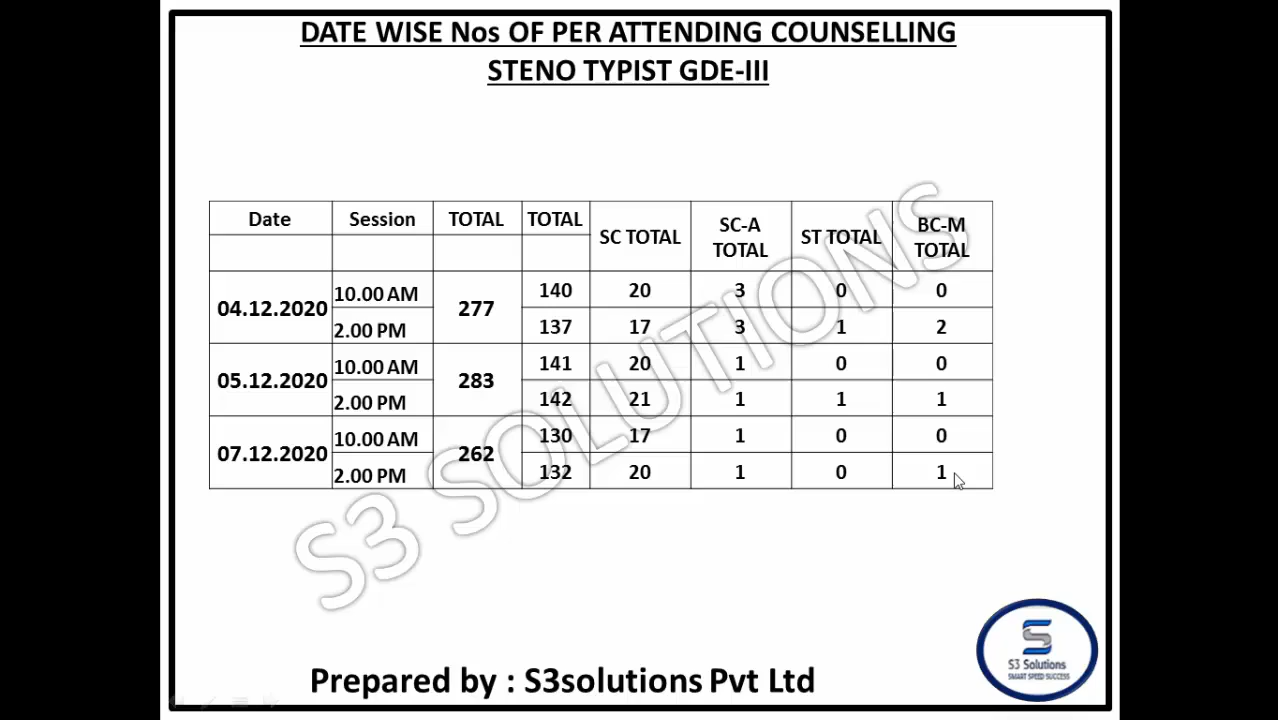 DATE WISE Nos OF PER ATTENDING COUNSELLING
STENO TYPIST GDE-III
Date Session TOTAL TOTAL SC TOTAL SC-A TOTAL ST TOTAL BC-M TOTAL
04.12.2020 10.00 AM 277 140 20 3 0 0
2.00 PM 137 17 3 1 2
05.12.2020 10.00 AM 283 141 20 1 0 0
2.00 PM 142 21 1 1 1
07.12.2020 10.00 AM 262 130 17 1 0 0
2.00 PM 132 20 1 0 1
S3 SOLUTIONS
Prepared by : S3solutions Pvt Ltd
S3 Solutions
SMART SPEED SUCCESS